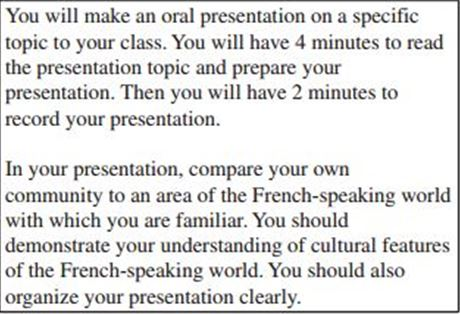 You will make an oral presentation on a specific
topic to your class. You will have 4 minutes to read
the presentation topic and prepare your
presentation. Then you will have 2 minutes to
record your presentation.
In your presentation, compare your own
community to an area of the French-speaking world
with which you are familiar. You should
demonstrate your understanding of cultural features
of the French-speaking world. You should also
organize your presentation clearly.